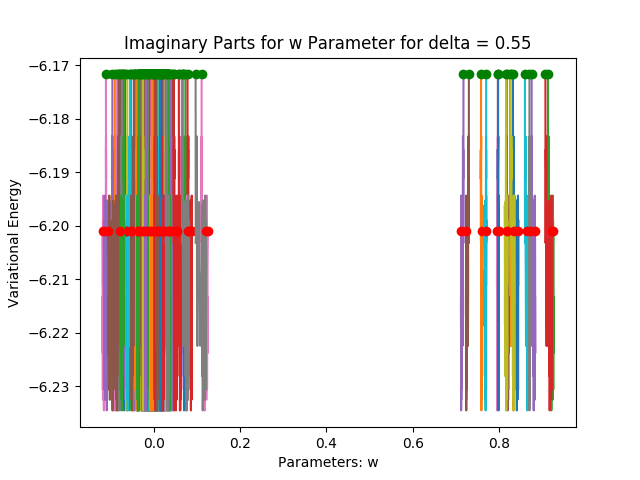 Imaginary Parts for w Parameter for delta = 0.55
Variational Energy
−6.17
−6.18
−6.19
−6.20
−6.21
−6.22
−6.23
0.0 0.2 0.4 0.6 0.8
Parameters: w